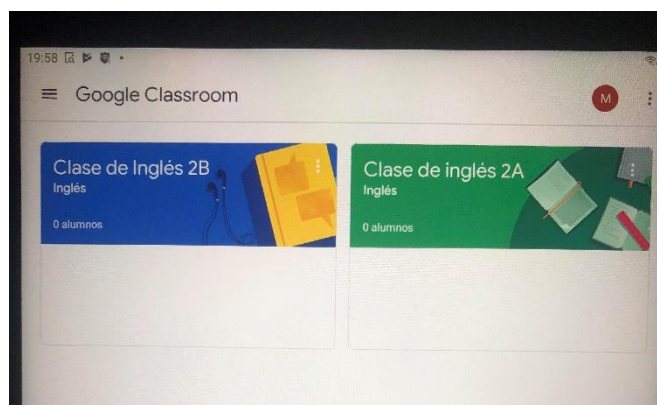 19:58
Google Classroom
M
Clase de Inglés 2B
Inglés
0 alumnos
Clase de inglés 2A
Inglés
0 alumnos